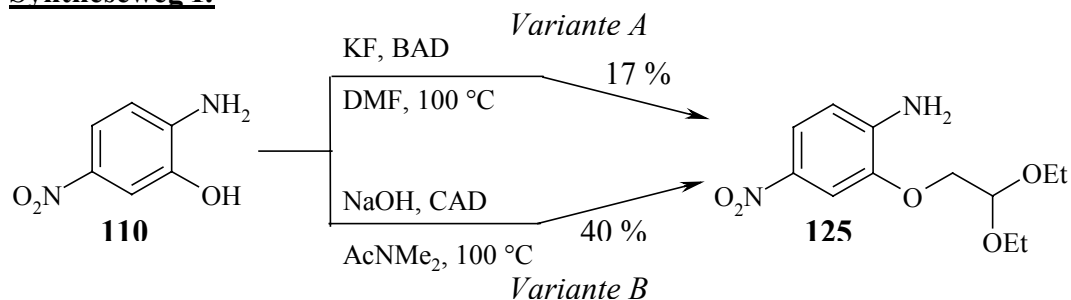 Syntheseweg 1:
Variante A
KF, BAD
17 %
DMF, 100 °C
NH₂
O₂N
OH
110
NaOH, CAD
40 %
AcNMe₂, 100 °C
Variante B
NH₂
O₂N
O
OEt
OEt
125